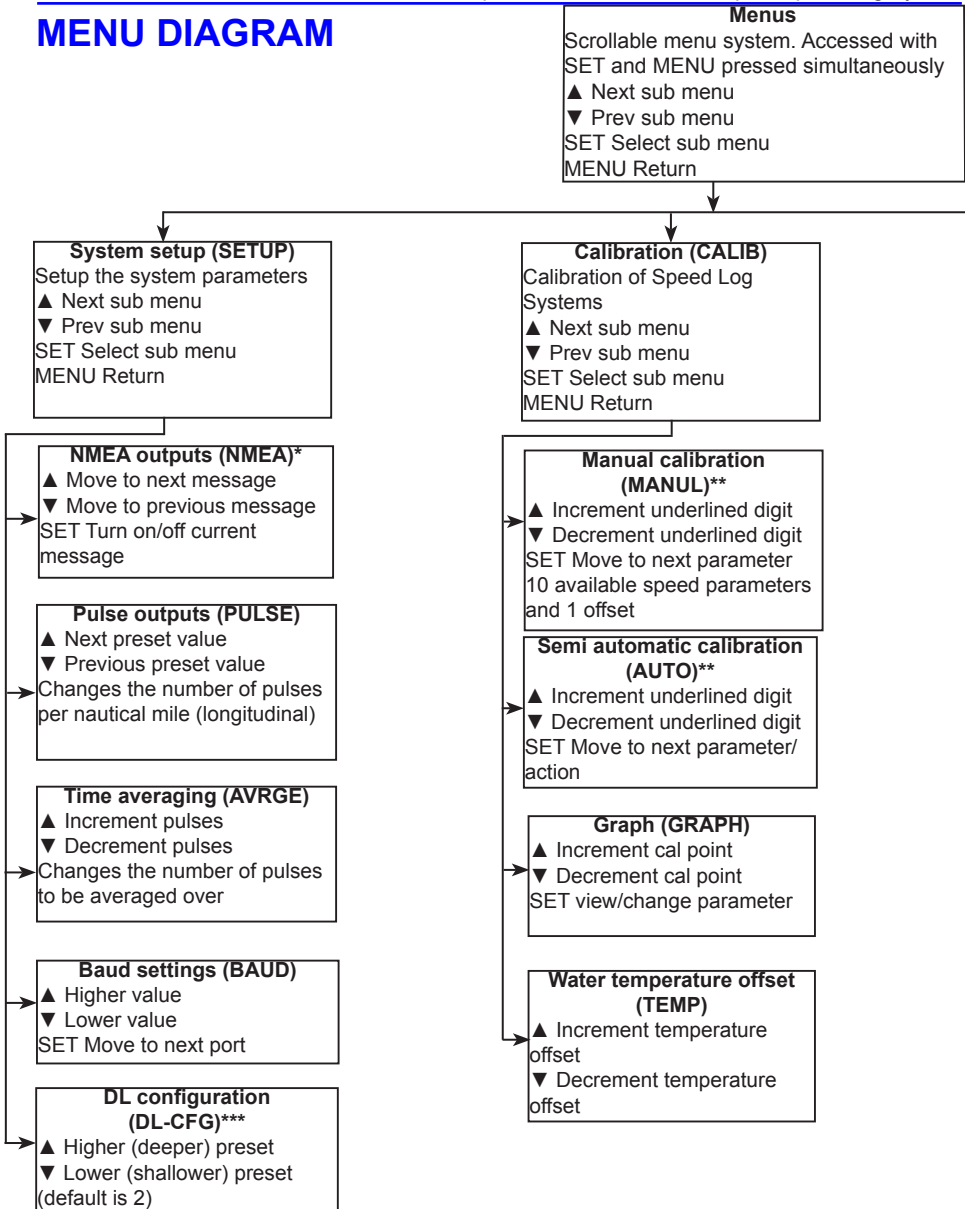 MENU DIAGRAM
Menus
Scrollable menu system. Accessed with
SET and MENU pressed simultaneously
▲ Next sub menu
▼ Prev sub menu
SET Select sub menu
MENU Return
System setup (SETUP)
Setup the system parameters
▲ Next sub menu
▼ Prev sub menu
SET Select sub menu
MENU Return
NMEA outputs (NMEA)*
▲ Move to next message
▼ Move to previous message
SET Turn on/off current
message
Pulse outputs (PULSE)
▲ Next preset value
▼ Previous preset value
Changes the number of pulses
per nautical mile (longitudinal)
Time averaging (AVRGE)
▲ Increment pulses
▼ Decrement pulses
Changes the number of pulses
to be averaged over
Baud settings (BAUD)
▲ Higher value
▼ Lower value
SET Move to next port
DL configuration
(DL-CFG)***
▲ Higher (deeper) preset
▼ Lower (shallower) preset
(default is 2)
Calibration (CALIB)
Calibration of Speed Log
Systems
▲ Next sub menu
▼ Prev sub menu
SET Select sub menu
MENU Return
Manual calibration
(MANUL)**
▲ Increment underlined digit
▼ Decrement underlined digit
SET Move to next parameter
10 available speed parameters
and 1 offset
Semi automatic calibration
(AUTO)**
▲ Increment underlined digit
▼ Decrement underlined digit
SET Move to next parameter/
action
Graph (GRAPH)
▲ Increment cal point
▼ Decrement cal point
SET view/change parameter
Water temperature offset
(TEMP)
▲ Increment temperature
offset
▼ Decrement temperature
offset